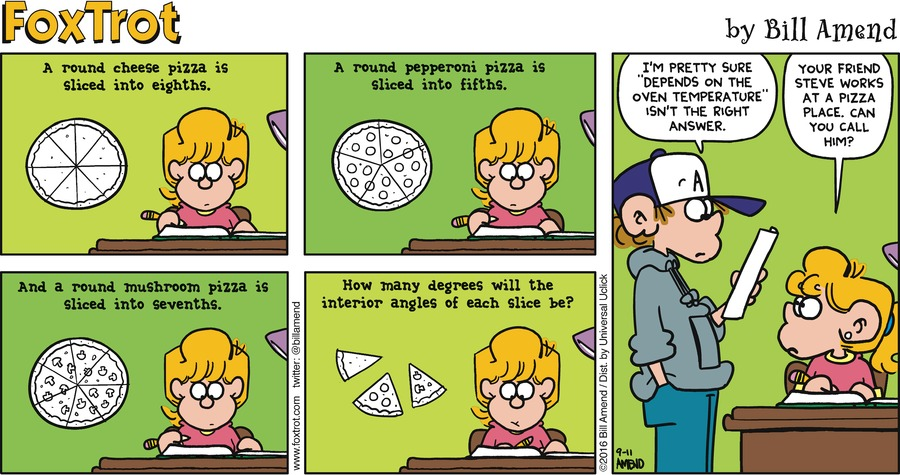 FoxTrot
by Bill Amend
A round cheese pizza is
sliced into eighths.
A round pepperoni pizza is
sliced into fifths.
And a round mushroom pizza is
sliced into sevenths.
How many degrees will the
interior angles of each slice be?
www.foxtrot.com twitter: @billamend
©2016 Bill Amend / Dist. by Universal Uclick
I'M PRETTY SURE
"DEPENDS ON THE
OVEN TEMPERATURE"
ISN'T THE RIGHT
ANSWER.
YOUR FRIEND
STEVE WORKS
AT A PIZZA
PLACE. CAN
YOU CALL
HIM?
A
9-11
AMEND